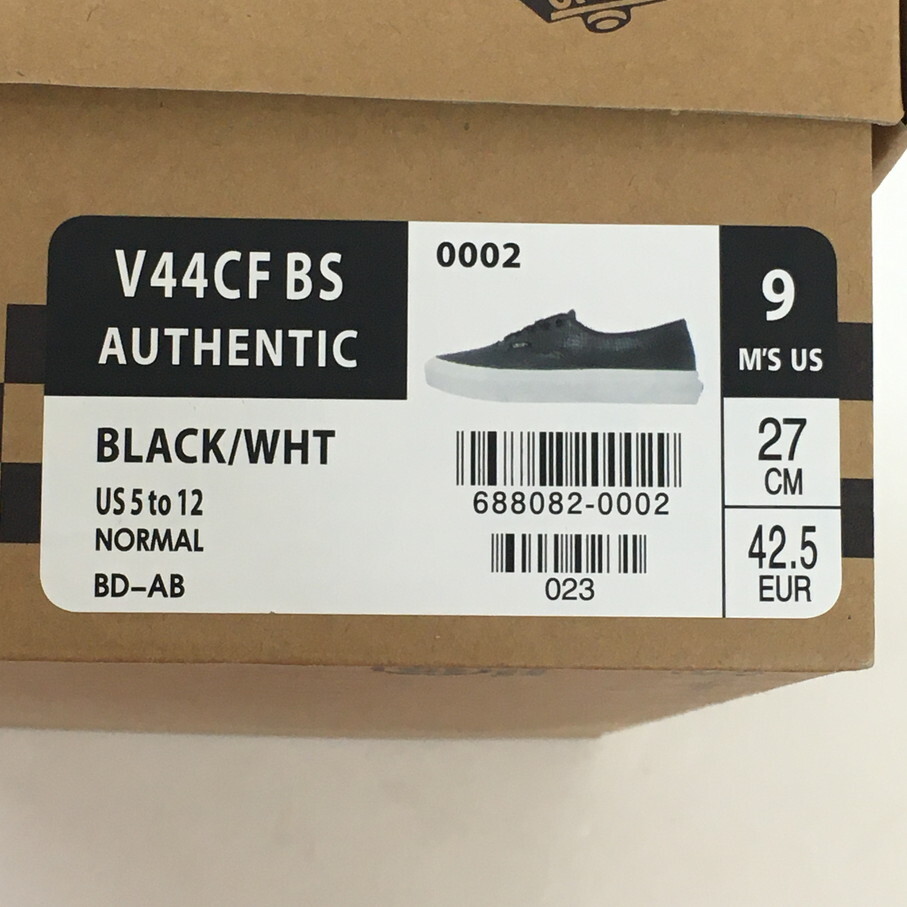 V44CF BS
AUTHENTIC
0002
9
M'S US
BLACK/WHT
US 5 to 12
NORMAL
BD-AB
688082-0002
023
27
CM
42.5
EUR